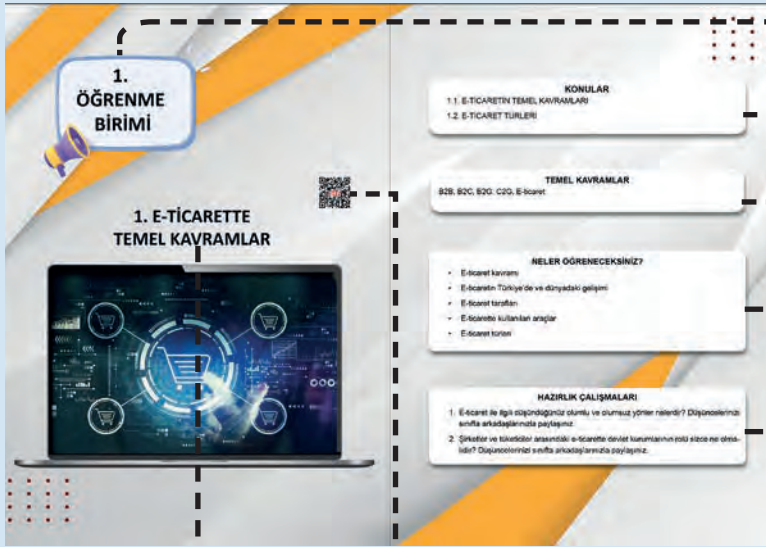 1.
ÖĞRENME
BİRİMİ
1. E-TİCARETTE
TEMEL KAVRAMLAR
KONULAR
1.1. E-TİCARETİN TEMEL KAVRAMLARI
1.2. E-TİCARET TÜRLERİ
TEMEL KAVRAMLAR
B2B, B2C, B2G, C2G, E-ticaret
NELER ÖĞRENECEKSİNİZ?
• E-ticaret kavramı
• E-ticaretin Türkiye'de ve dünyadaki gelişimi
• E-ticaret tarafları
• E-ticarette kullanılan araçlar
• E-ticaret türleri
HAZIRLIK ÇALIŞMALARI
1. E-ticaret ile ilgili düşündüğünüz olumlu ve olumsuz yönler nelerdir? Düşüncelerinizi
sınıfta arkadaşlarınızla paylaşınız.
2. Şirketler ve tüketiciler arasındaki e-ticarette devlet kurumlarının rolü sizce ne olma-
lıdır? Düşüncelerinizi sınıfta arkadaşlarınızla paylaşınız.